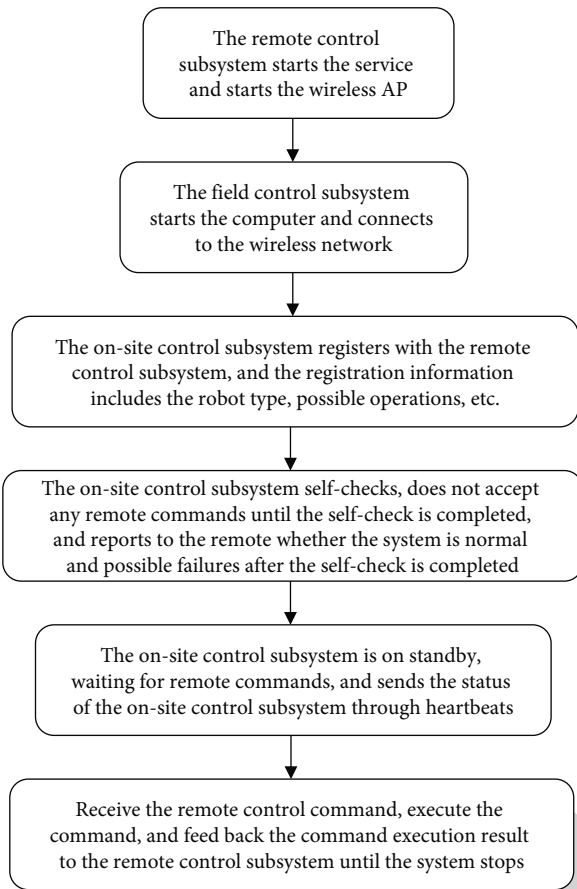 The remote control
subsystem starts the service
and starts the wireless AP
The field control subsystem
starts the computer and connects
to the wireless network
The on-site control subsystem registers with the remote
control subsystem, and the registration information
includes the robot type, possible operations, etc.
The on-site control subsystem self-checks, does not accept
any remote commands until the self-check is completed,
and reports to the remote whether the system is normal
and possible failures after the self-check is completed
The on-site control subsystem is on standby,
waiting for remote commands, and sends the status
of the on-site control subsystem through heartbeats
Receive the remote control command, execute the
command, and feed back the command execution result
to the remote control subsystem until the system stops